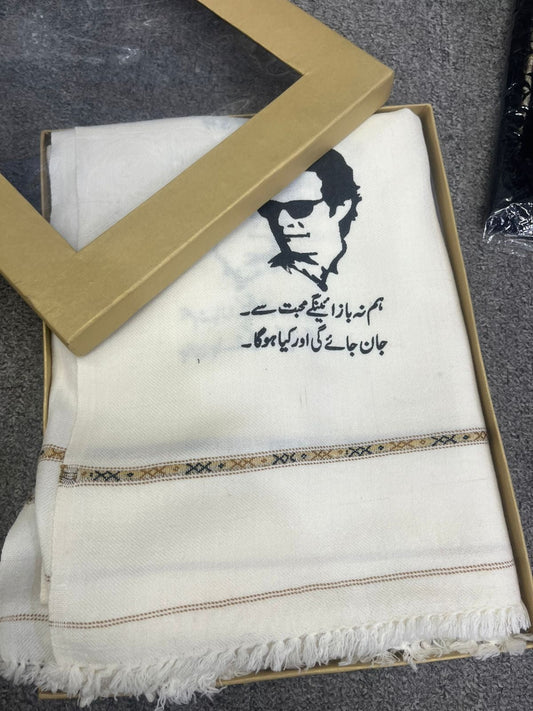 ہم نہ باز آئینگے محبت سے۔
جان جائے گی اور کیا ہوگا۔